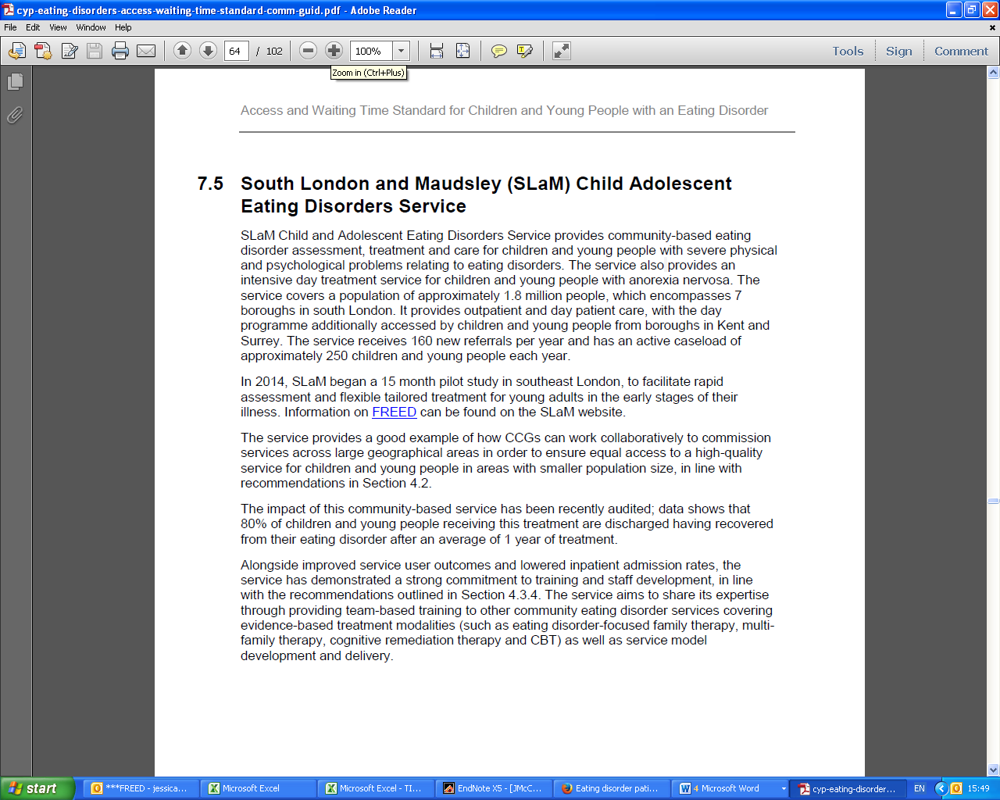 cyp-eating-disorders-access-waiting-time-standard-comm-guid.pdf - Adobe Reader
File Edit View Window Help
64 / 102 100% Tools Sign Comment
Zoom in (Ctrl+Plus)
Access and Waiting Time Standard for Children and Young People with an Eating Disorder
7.5 South London and Maudsley (SLaM) Child Adolescent
Eating Disorders Service
SLaM Child and Adolescent Eating Disorders Service provides community-based eating
disorder assessment, treatment and care for children and young people with severe physical
and psychological problems relating to eating disorders. The service also provides an
intensive day treatment service for children and young people with anorexia nervosa. The
service covers a population of approximately 1.8 million people, which encompasses 7
boroughs in south London. It provides outpatient and day patient care, with the day
programme additionally accessed by children and young people from boroughs in Kent and
Surrey. The service receives 160 new referrals per year and has an active caseload of
approximately 250 children and young people each year.
In 2014, SLaM began a 15 month pilot study in southeast London, to facilitate rapid
assessment and flexible tailored treatment for young adults in the early stages of their
illness. Information on FREED can be found on the SLaM website.
The service provides a good example of how CCGs can work collaboratively to commission
services across large geographical areas in order to ensure equal access to a high-quality
service for children and young people in areas with smaller population size, in line with
recommendations in Section 4.2.
The impact of this community-based service has been recently audited; data shows that
80% of children and young people receiving this treatment are discharged having recovered
from their eating disorder after an average of 1 year of treatment.
Alongside improved service user outcomes and lowered inpatient admission rates, the
service has demonstrated a strong commitment to training and staff development, in line
with the recommendations outlined in Section 4.3.4. The service aims to share its expertise
through providing team-based training to other community eating disorder services covering
evidence-based treatment modalities (such as eating disorder-focused family therapy, multi-
family therapy, cognitive remediation therapy and CBT) as well as service model
development and delivery.
start ***FREED - jessica... Microsoft Excel Microsoft Excel - TI... EndNote X5 - [JMcC... Eating disorder pati... 4 Microsoft Word cyp-eating-disorder... EN 15:49